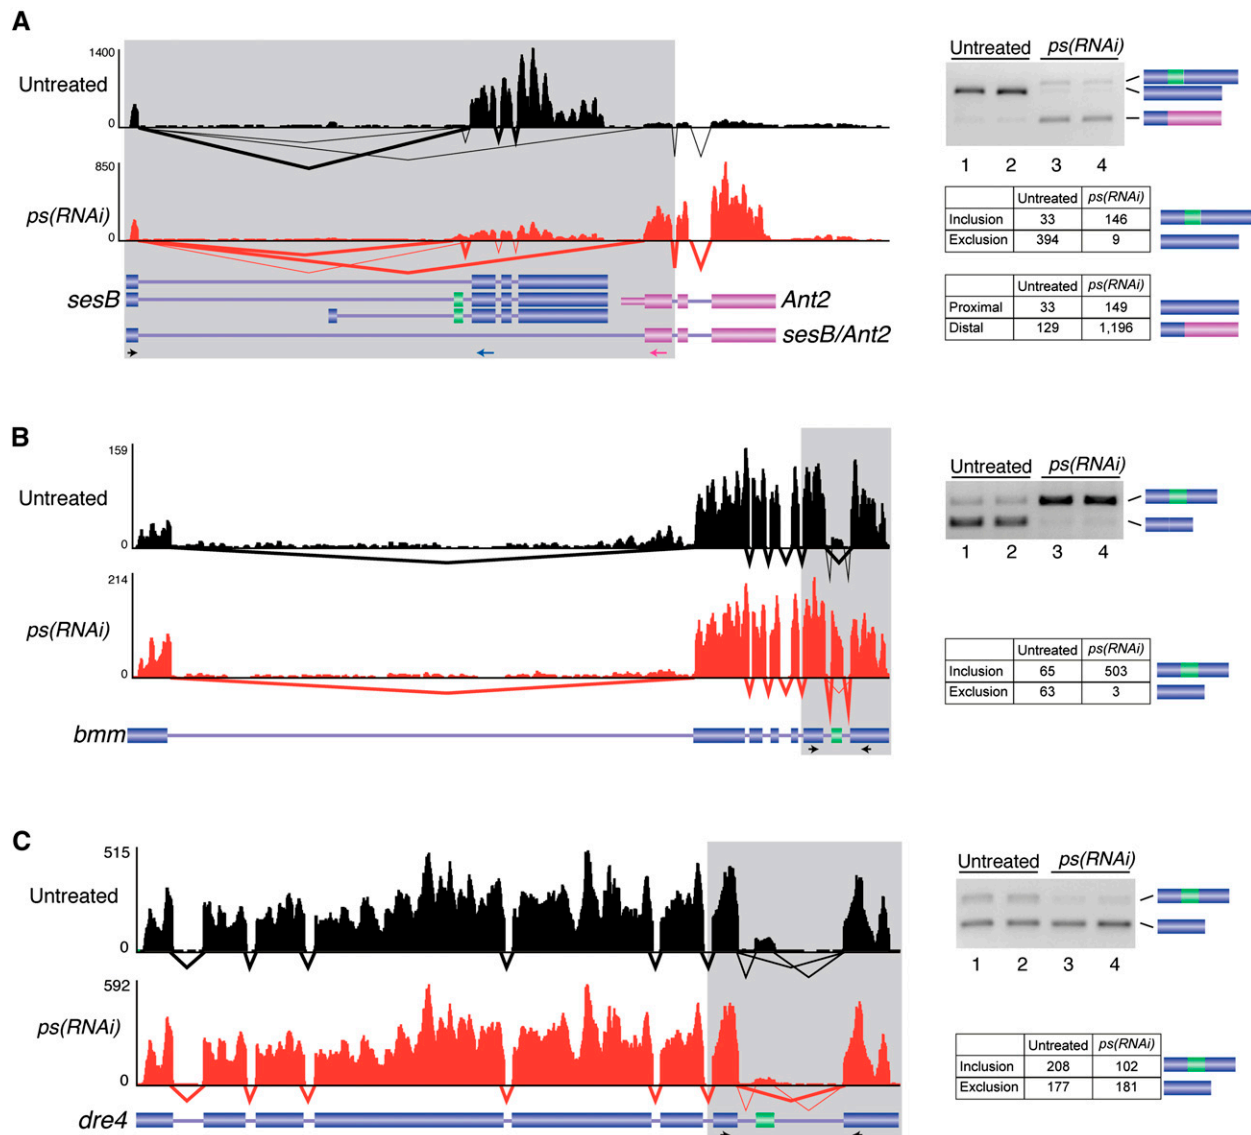 A
Untreated
1400
0
850
ps(RNAi)
0
sesB
Ant2
sesB/Ant2
Untreated ps(RNAi)
1 2 3 4
Untreated ps(RNAi)
Inclusion 33 146
Exclusion 394 9
Untreated ps(RNAi)
Proximal 33 149
Distal 129 1,196
B
159
Untreated
0
214
ps(RNAi)
0
bmm
Untreated ps(RNAi)
1 2 3 4
Untreated ps(RNAi)
Inclusion 65 503
Exclusion 63 3
C
515
Untreated
0
592
ps(RNAi)
0
dre4
Untreated ps(RNAi)
1 2 3 4
Untreated ps(RNAi)
Inclusion 208 102
Exclusion 177 181